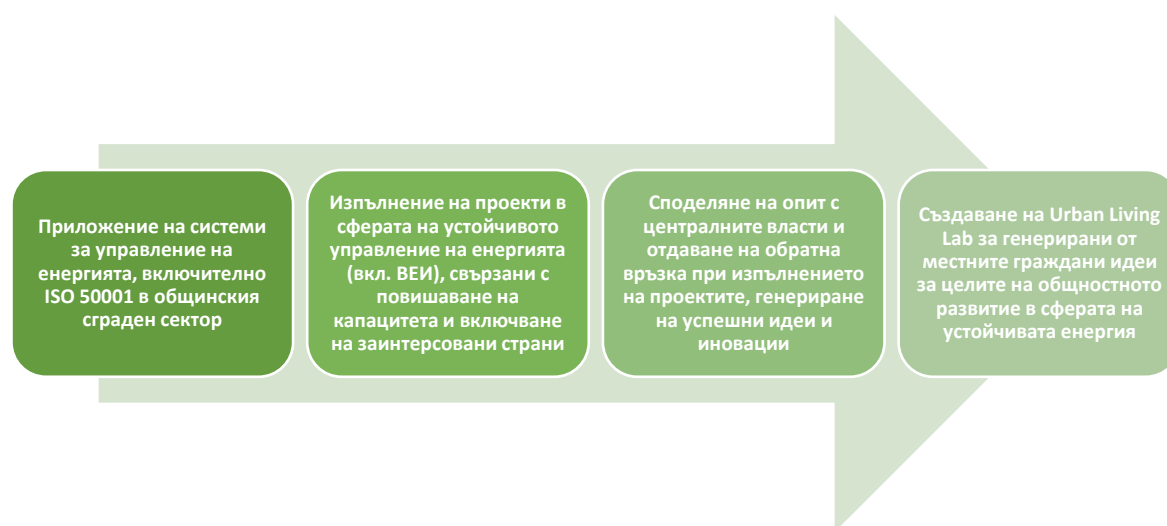 Приложение на системи
за управление на
енергията, включително
ISO 50001 в общинския
сграден сектор
Изпълнение на проекти в
сферата на устойчивото
управление на енергията
(вкл. ВЕИ), свързани с
повишаване на
капацитета и включване
на заинтерсовани страни
Споделяне на опит с
централните власти и
отдаване на обратна
връзка при изпълнението
на проектите, генериране
на успешни идеи и
иновации
Създаване на Urban Living
Lab за генерирани от
местните граждани идеи
за целите на общностното
развитие в сферата на
устойчивата енергия